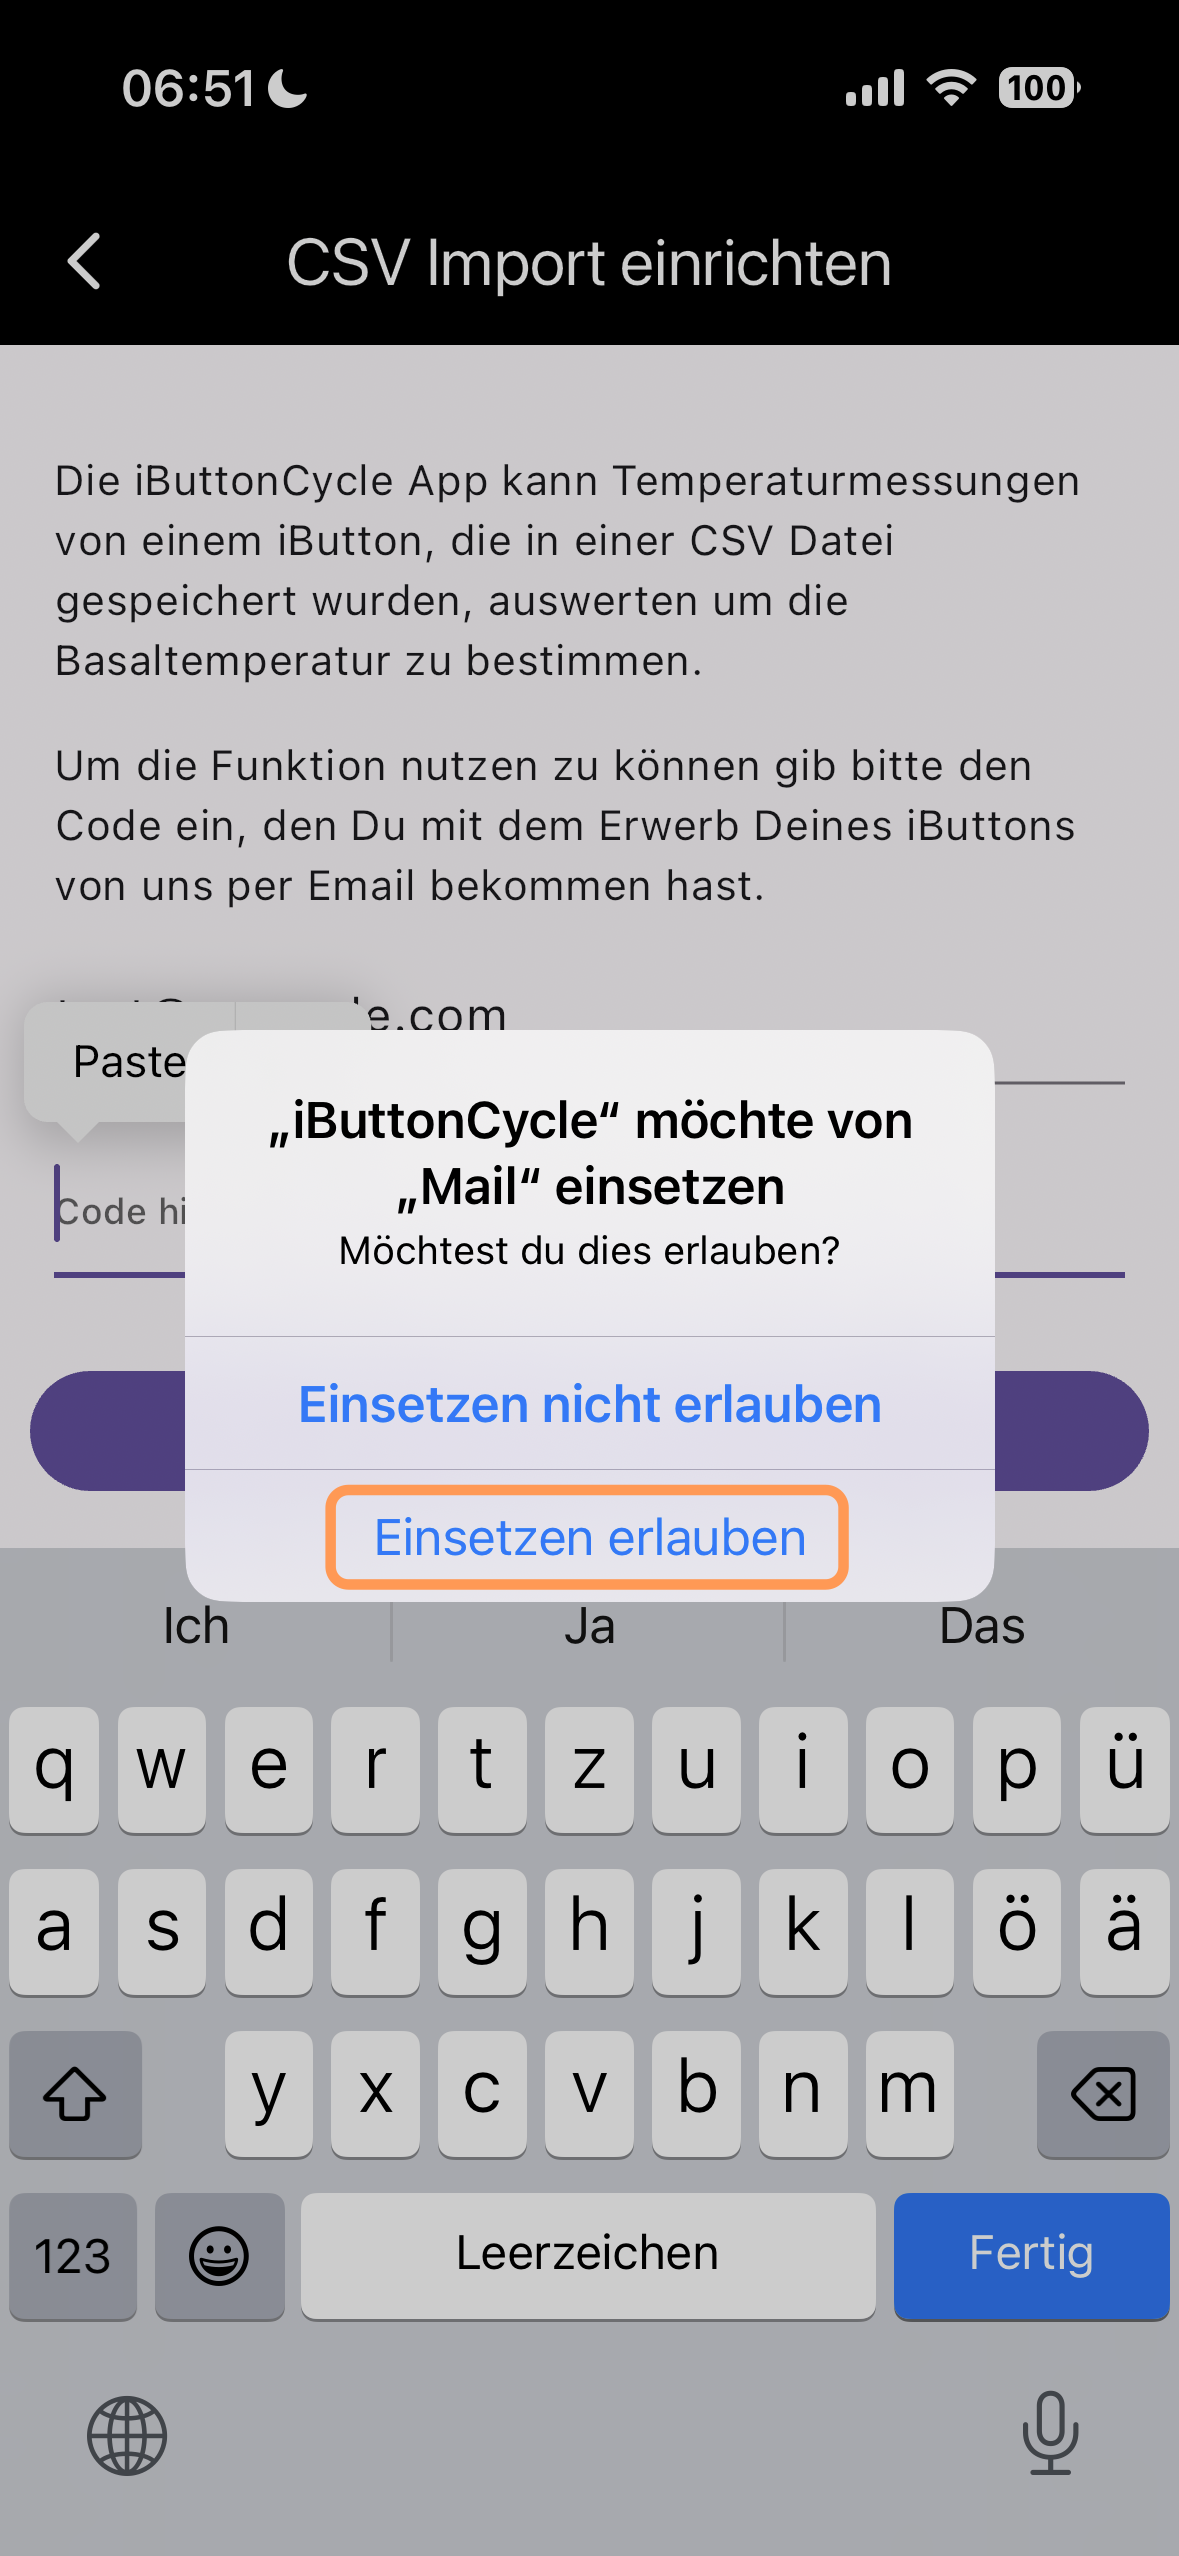 06:51
100
CSV Import einrichten
Die iButtonCycle App kann Temperaturmessungen
von einem iButton, die in einer CSV Datei
gespeichert wurden, auswerten um die
Basaltemperatur zu bestimmen.
Um die Funktion nutzen zu können gib bitte den
Code ein, den Du mit dem Erwerb Deines iButtons
von uns per Email bekommen hast.
e.com
Paste
„iButtonCycle“ möchte von
„Mail“ einsetzen
Möchtest du dies erlauben?
Code hi
Einsetzen nicht erlauben
Einsetzen erlauben
Ich Ja Das
q w e r t z u i o p ü
a s d f g h j k l ö ä
y x c v b n m
123 Leerzeichen Fertig